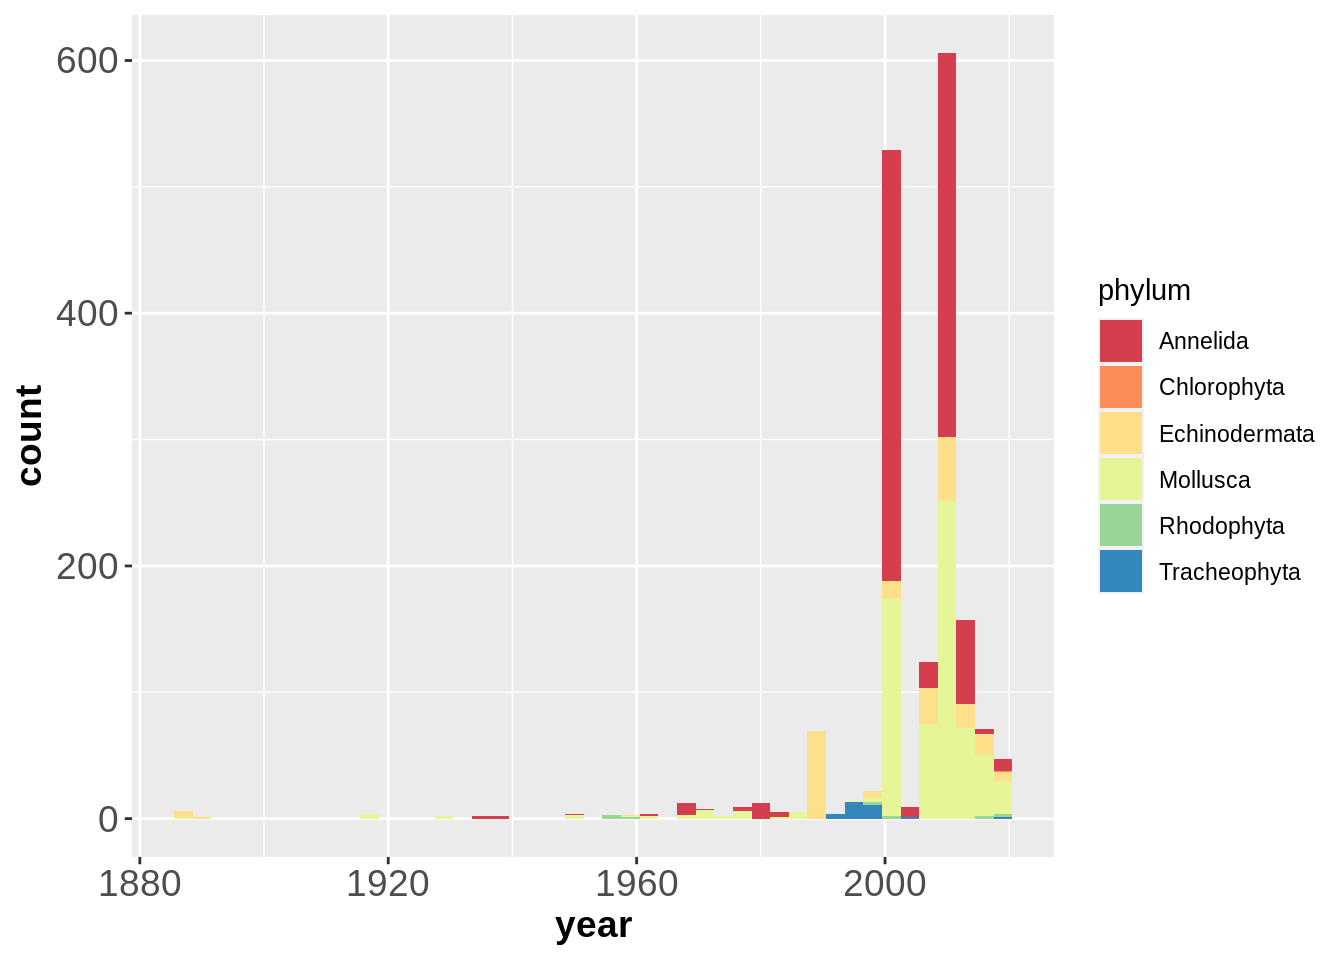 600
400
200
0
count
1880 1920 1960 2000
year
phylum
Annelida
Chlorophyta
Echinodermata
Mollusca
Rhodophyta
Tracheophyta